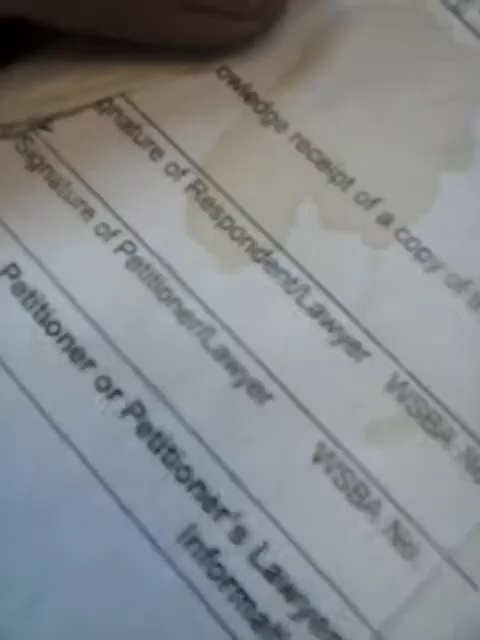 owledge receipt of a copy of t
gnature of Respondent/Lawyer WSBA No
Signature of Petitioner/Lawyer WSBA No.
Petitioner or Petitioner's Lawyer
Informat